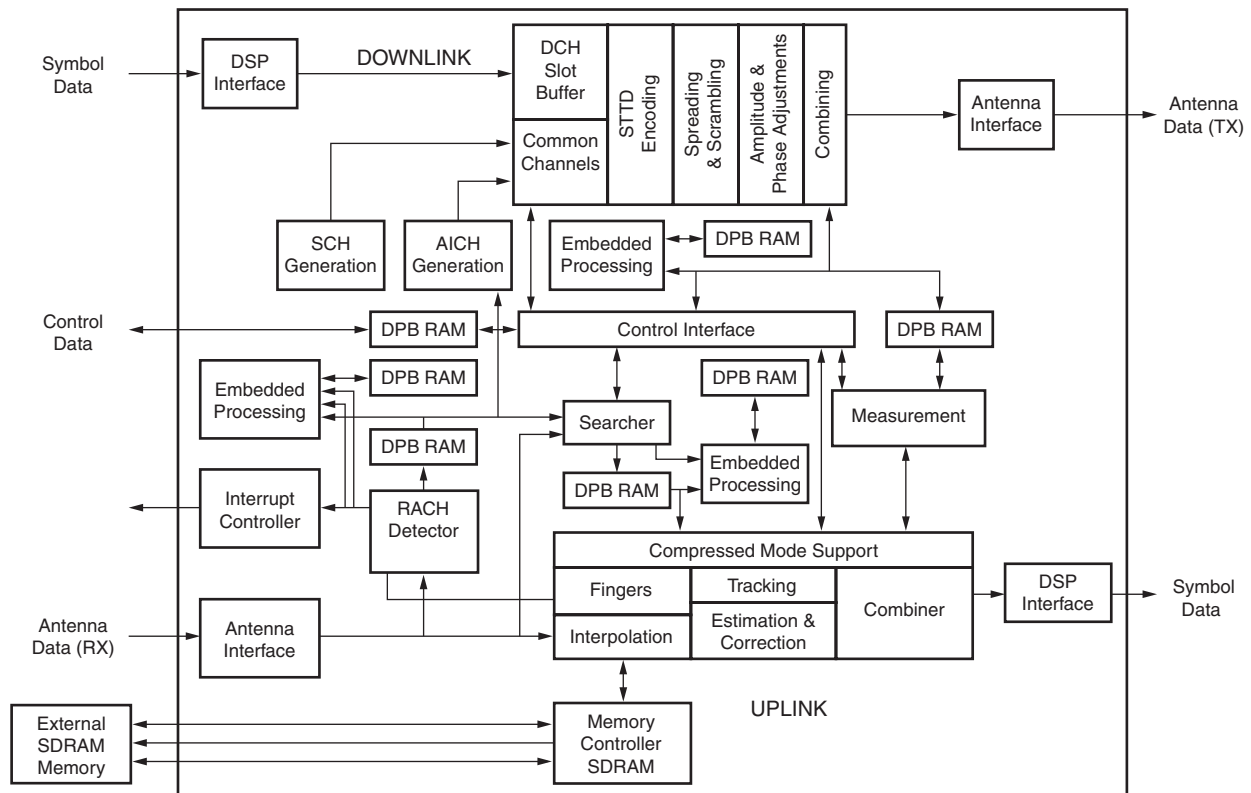 Symbol
Data
DSP
Interface
DOWNLINK
DCH
Slot
Buffer
Common
Channels
STTD
Encoding
Spreading
& Scrambling
Amplitude &
Phase Adjustments
Combining
Antenna
Interface
Antenna
Data (TX)
SCH
Generation
AICH
Generation
Embedded
Processing
DPB RAM
Control
Data
DPB RAM
Control Interface
DPB RAM
Embedded
Processing
DPB RAM
DPB RAM
Searcher
Measurement
DPB RAM
Embedded
Processing
DPB RAM
Interrupt
Controller
RACH
Detector
Compressed Mode Support
Fingers
Tracking
Combiner
Interpolation
Estimation &
Correction
DSP
Interface
Symbol
Data
Antenna
Data (RX)
Antenna
Interface
External
SDRAM
Memory
Memory
Controller
SDRAM
UPLINK